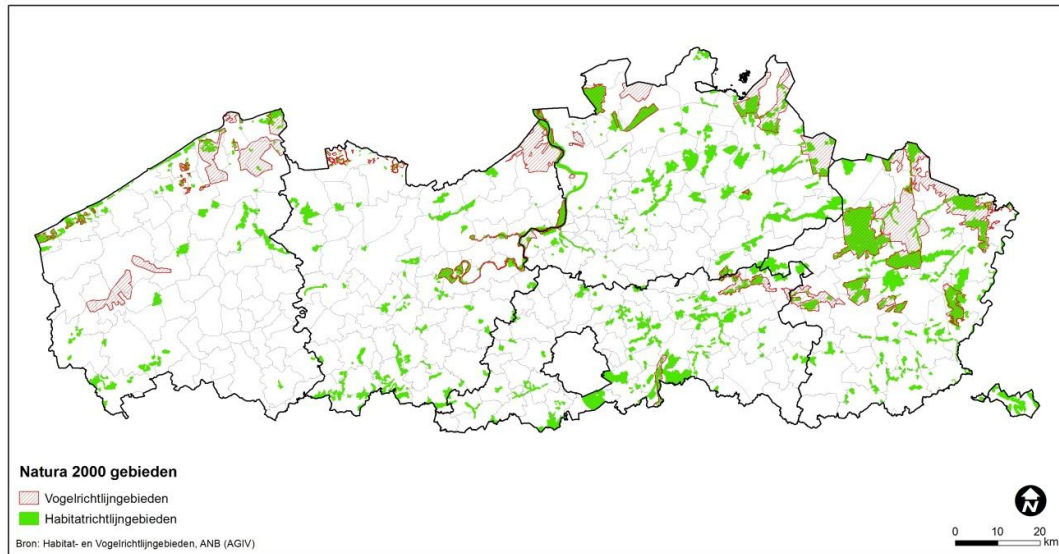 Natura 2000 gebieden
Vogelrichtlijngebieden
Habitatrichtlijngebieden
Bron: Habitat- en Vogelrichtlijngebieden, ANB (AGIV)
N
0 10 20
km